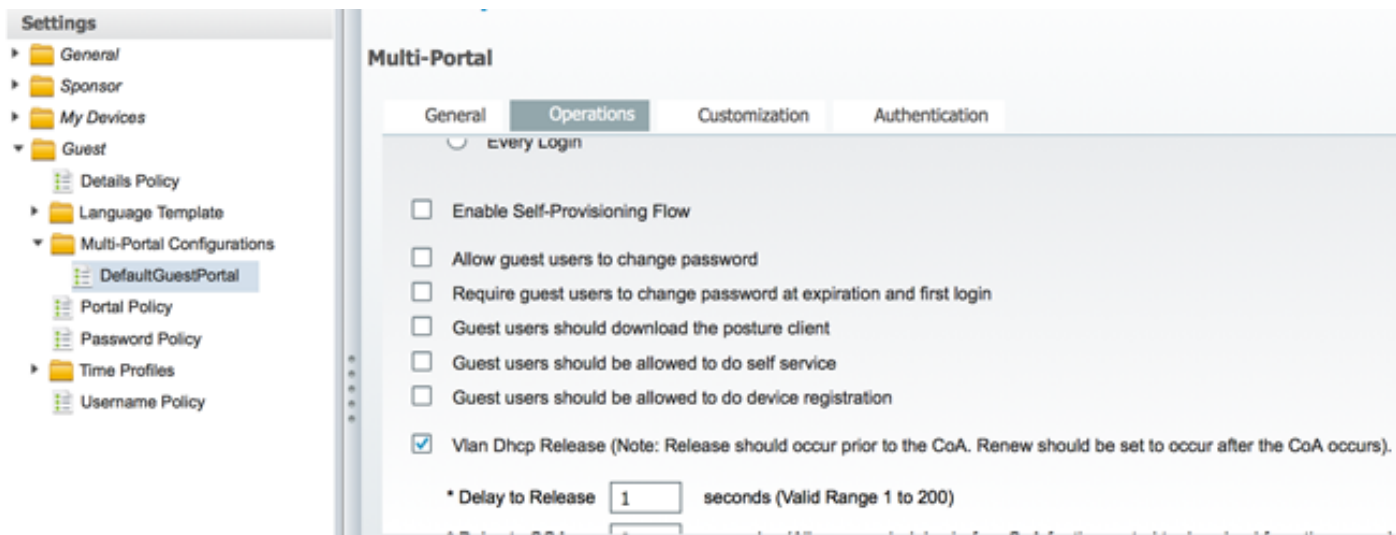 Settings
General
Sponsor
My Devices
Guest
Details Policy
Language Template
Multi-Portal Configurations
DefaultGuestPortal
Portal Policy
Password Policy
Time Profiles
Username Policy
Multi-Portal
General Operations Customization Authentication
Every Login
Enable Self-Provisioning Flow
Allow guest users to change password
Require guest users to change password at expiration and first login
Guest users should download the posture client
Guest users should be allowed to do self service
Guest users should be allowed to do device registration
Vlan Dhcp Release (Note: Release should occur prior to the CoA. Renew should be set to occur after the CoA occurs).
* Delay to Release 1 seconds (Valid Range 1 to 200)